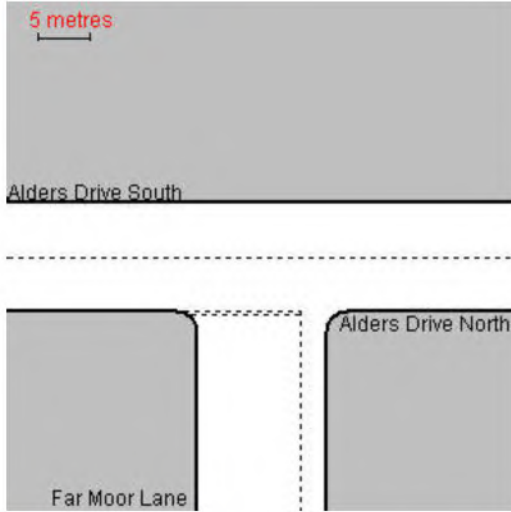 5 metres
Alders Drive South
Alders Drive North
Far Moor Lane